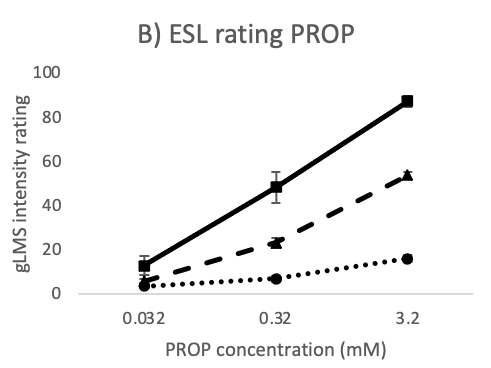 B) ESL rating PROP
gLMS intensity rating
100
80
60
40
20
0
0.032 0.32 3.2
PROP concentration (mM)